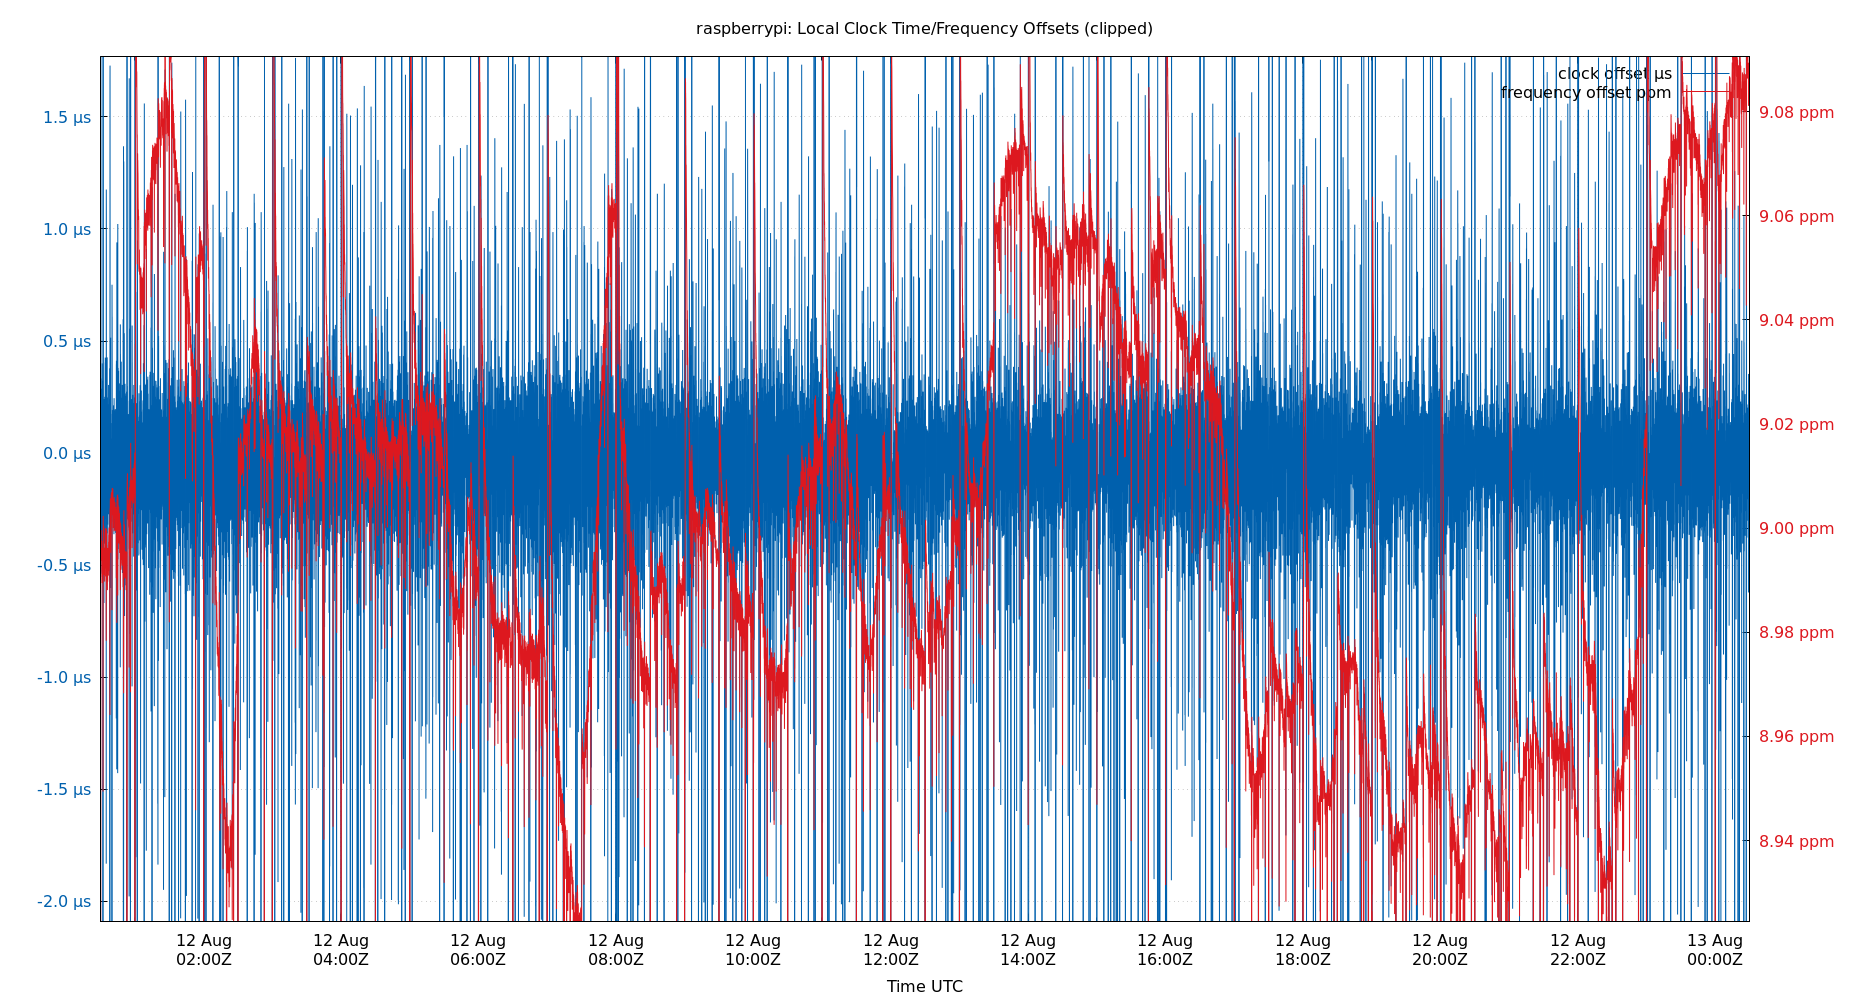 raspberrypi: Local Clock Time/Frequency Offsets (clipped)
clock offset µs
frequency offset ppm
1.5 µs
1.0 µs
0.5 µs
0.0 µs
-0.5 µs
-1.0 µs
-1.5 µs
-2.0 µs
9.08 ppm
9.06 ppm
9.04 ppm
9.02 ppm
9.00 ppm
8.98 ppm
8.96 ppm
8.94 ppm
12 Aug 12 Aug 12 Aug 12 Aug 12 Aug 12 Aug 12 Aug 12 Aug 12 Aug 12 Aug 12 Aug 13 Aug
02:00Z 04:00Z 06:00Z 08:00Z 10:00Z 12:00Z 14:00Z 16:00Z 18:00Z 20:00Z 22:00Z 00:00Z
Time UTC